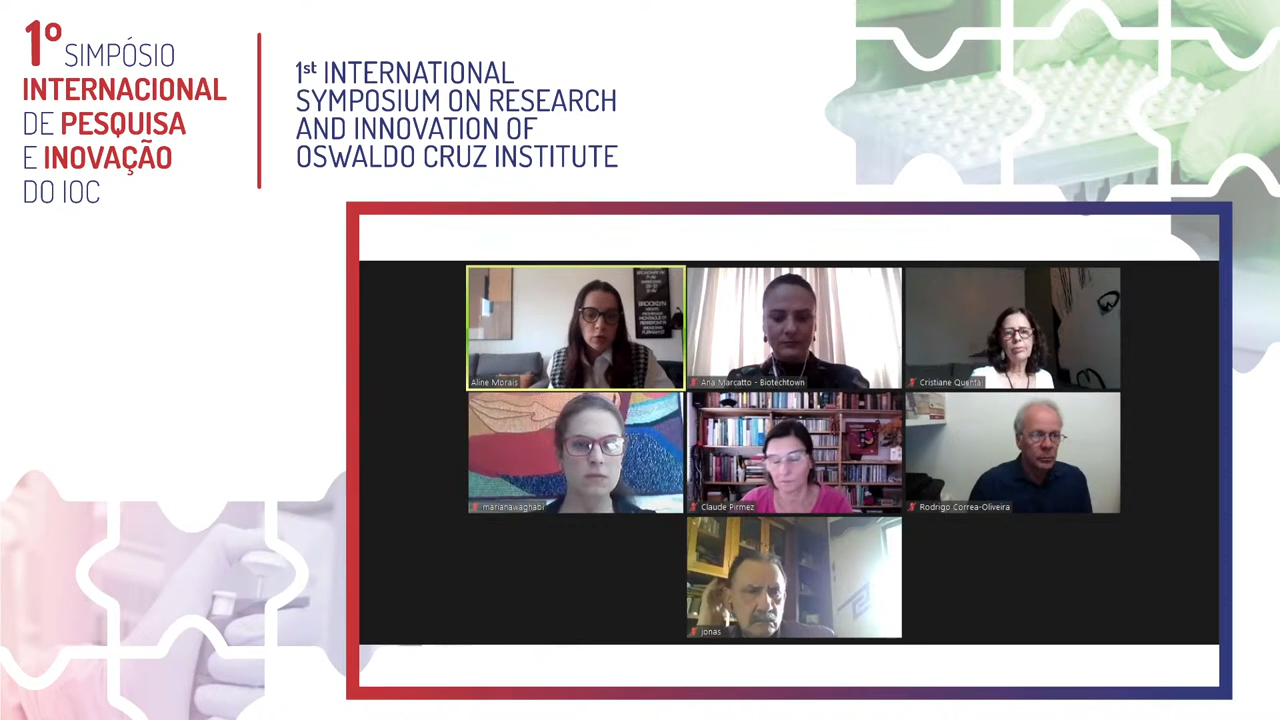 1º SIMPÓSIO
INTERNACIONAL
DE PESQUISA
E INOVAÇÃO
DO IOC
1st INTERNATIONAL
SYMPOSIUM ON RESEARCH
AND INNOVATION OF
OSWALDO CRUZ INSTITUTE
BROOKLYN
Aline Morais
Ana Marcatto - Biotechtown
Cristiane Quental
marianawaghabi
Claude Pirmez
Rodrigo Correa-Oliveira
jonas